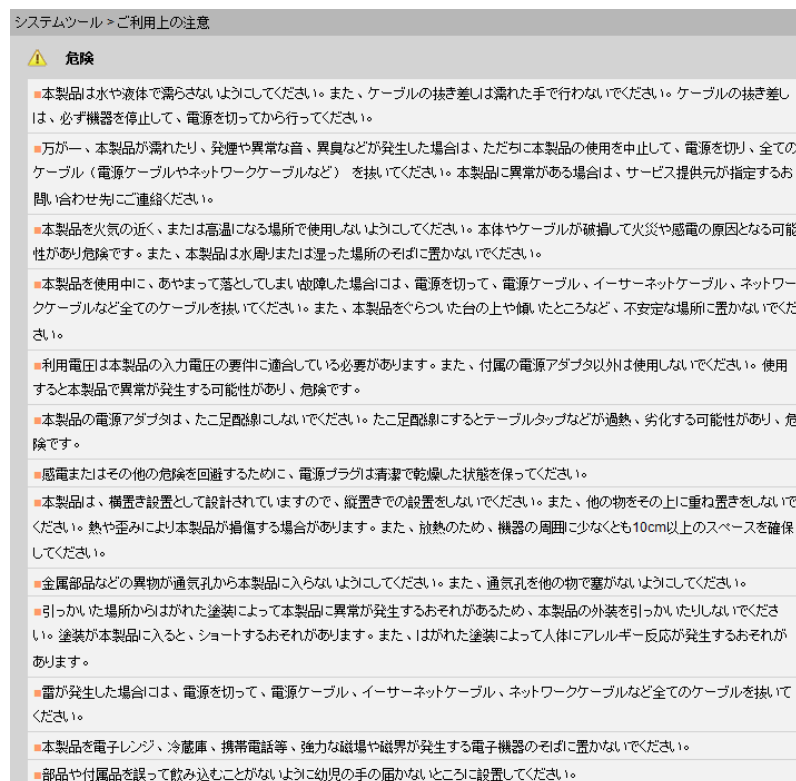 システムツール > ご利用上の注意
危険
■本製品は水や液体で濡らさないようにしてください。また、ケーブルの抜き差しは濡れた手で行わないでください。ケーブルの抜き差し
は、必ず機器を停止して、電源を切ってから行ってください。
■万が一、本製品が濡れたり、発煙や異常な音、異臭などが発生した場合は、ただちに本製品の使用を中止して、電源を切り、全ての
ケーブル（電源ケーブルやネットワークケーブルなど） を抜いてください。本製品に異常がある場合は、サービス提供元が指定するお
問い合わせ先にご連絡ください。
■本製品を火気の近く、または高温になる場所で使用しないようにしてください。本体やケーブルが破損して火災や感電の原因となる可能
性があり危険です。また、本製品は水周りまたは湿った場所のそばに置かないでください。
■本製品を使用中に、あやまって落としてしまい故障した場合には、電源を切って、電源ケーブル、イーサーネットケーブル、ネットワー
クケーブルなど全てのケーブルを抜いてください。また、本製品をぐらついた台の上や傾いたところなど、不安定な場所に置かないでくだ
さい。
■利用電圧は本製品の入力電圧の要件に適合している必要があります。また、付属の電源アダプタ以外は使用しないでください。使用
すると本製品で異常が発生する可能性があり、危険です。
■本製品の電源アダプタは、たこ足配線にしないでください。たこ足配線にするとテーブルタップなどが過熱、劣化する可能性があり、危
険です。
■感電またはその他の危険を回避するために、電源プラグは清潔で乾燥した状態を保ってください。
■本製品は、横置き設置として設計されていますので、縦置きでの設置をしないでください。また、他の物をその上に重ね置きをしないで
ください。熱や歪みにより本製品が損傷する場合があります。また、放熱のため、機器の周囲に少なくとも10cm以上のスペースを確保
してください。
■金属部品などの異物が通気孔から本製品に入らないようにしてください。また、通気孔を他の物で塞がないようにしてください。
■引っかいた場所からはがれた塗装によって本製品に異常が発生するおそれがあるため、本製品の外装を引っかいたりしないでくださ
い。塗装が本製品に入ると、ショートするおそれがあります。また、はがれた塗装によって人体にアレルギー反応が発生するおそれが
あります。
■雷が発生した場合には、電源を切って、電源ケーブル、イーサーネットケーブル、ネットワークケーブルなど全てのケーブルを抜いて
ください。
■本製品を電子レンジ、冷蔵庫、携帯電話等、強力な磁場や磁界が発生する電子機器のそばに置かないでください。
■部品や付属品を誤って飲み込むことがないように幼児の手の届かないところに設置してください。